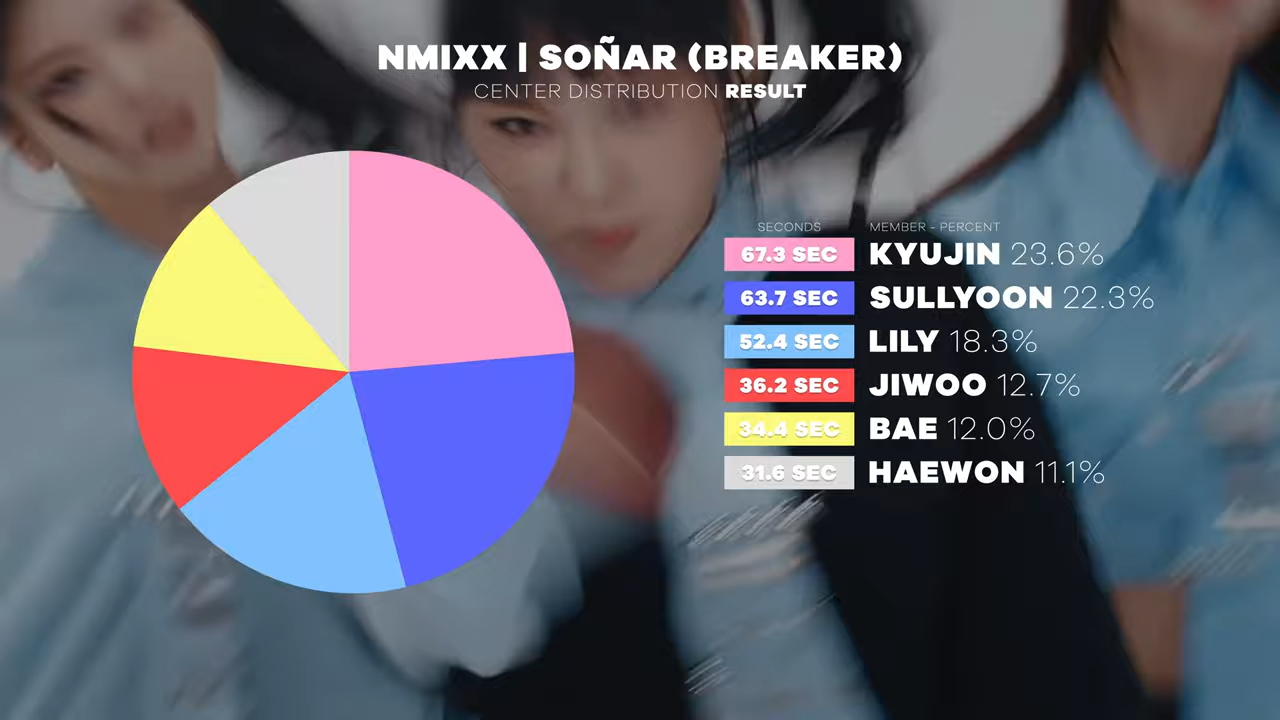 NMIXX | SOÑAR (BREAKER)
CENTER DISTRIBUTION RESULT
SECONDS MEMBER - PERCENT
67.3 SEC KYUJIN 23.6%
63.7 SEC SULLYOON 22.3%
52.4 SEC LILY 18.3%
36.2 SEC JIWOO 12.7%
34.4 SEC BAE 12.0%
31.6 SEC HAEWON 11.1%